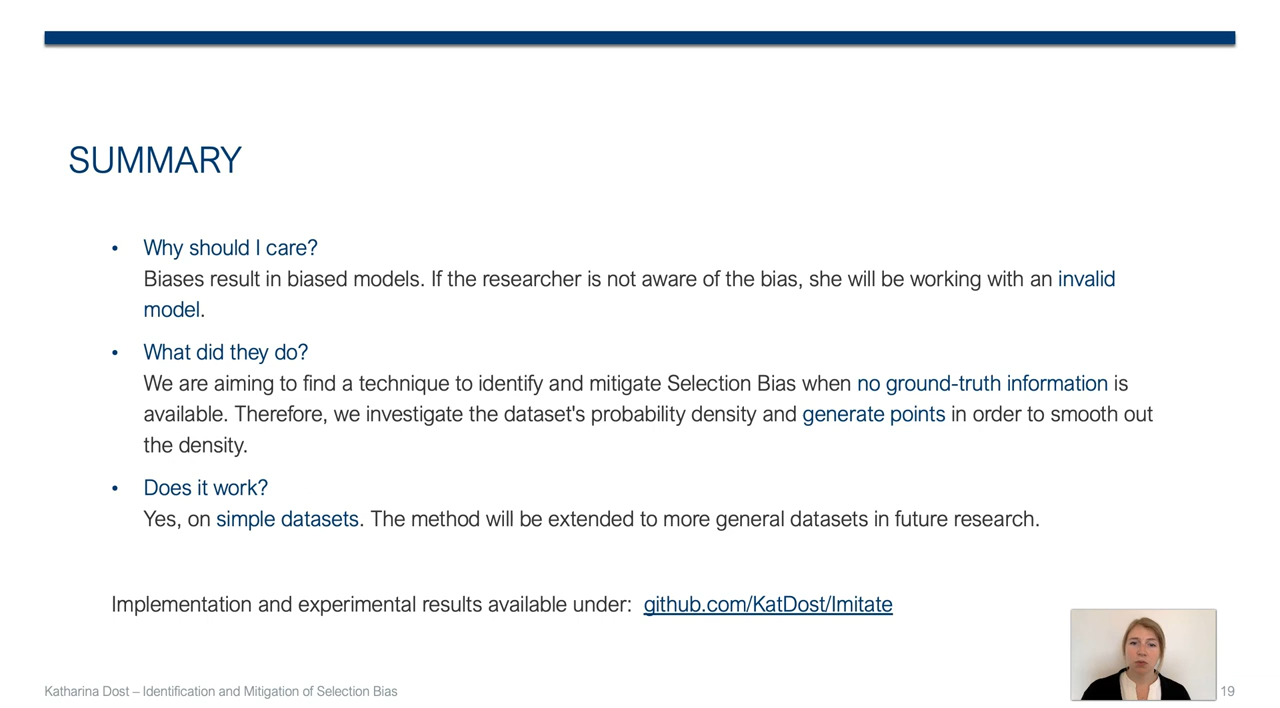 SUMMARY
• Why should I care?
Biases result in biased models. If the researcher is not aware of the bias, she will be working with an invalid
model.
• What did they do?
We are aiming to find a technique to identify and mitigate Selection Bias when no ground-truth information is
available. Therefore, we investigate the dataset's probability density and generate points in order to smooth out
the density.
• Does it work?
Yes, on simple datasets. The method will be extended to more general datasets in future research.
Implementation and experimental results available under: github.com/KatDost/Imitate
Katharina Dost – Identification and Mitigation of Selection Bias
19